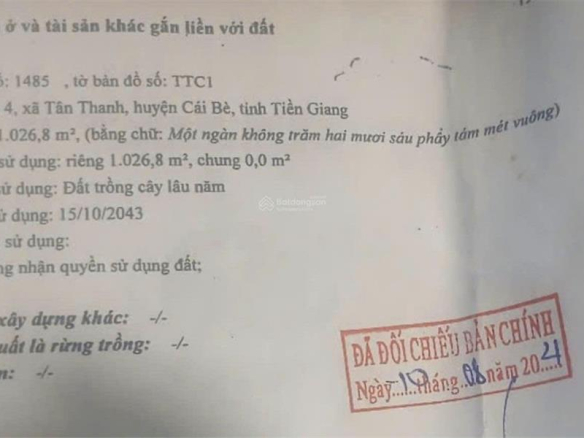 ở và tài sản khác gắn liền với đất
: 1485 , tờ bản đồ số: TTC1
4, xã Tân Thanh, huyện Cái Bè, tỉnh Tiền Giang
1.026,8 m², (bằng chữ: Một ngàn không trăm hai mươi sáu phẩy tám mét vuông)
sử dụng: riêng 1.026,8 m², chung 0,0 m²
sử dụng: Đất trồng cây lâu năm
sử dụng: 15/10/2043
sử dụng:
ng nhận quyền sử dụng đất;
xây dựng khác: -/-
uất là rừng trồng: -/-
m: -/-
ĐÃ ĐỐI CHIẾU BẢN CHÍNH
Ngày..... tháng 08 năm 20.4...